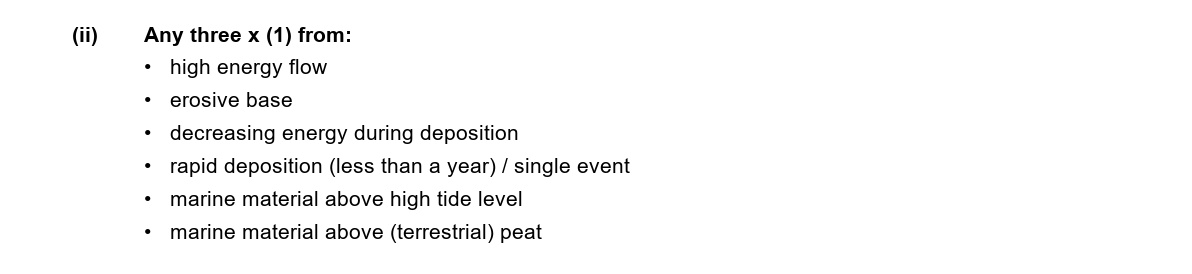 (ii) Any three x (1) from:
• high energy flow
• erosive base
• decreasing energy during deposition
• rapid deposition (less than a year) / single event
• marine material above high tide level
• marine material above (terrestrial) peat